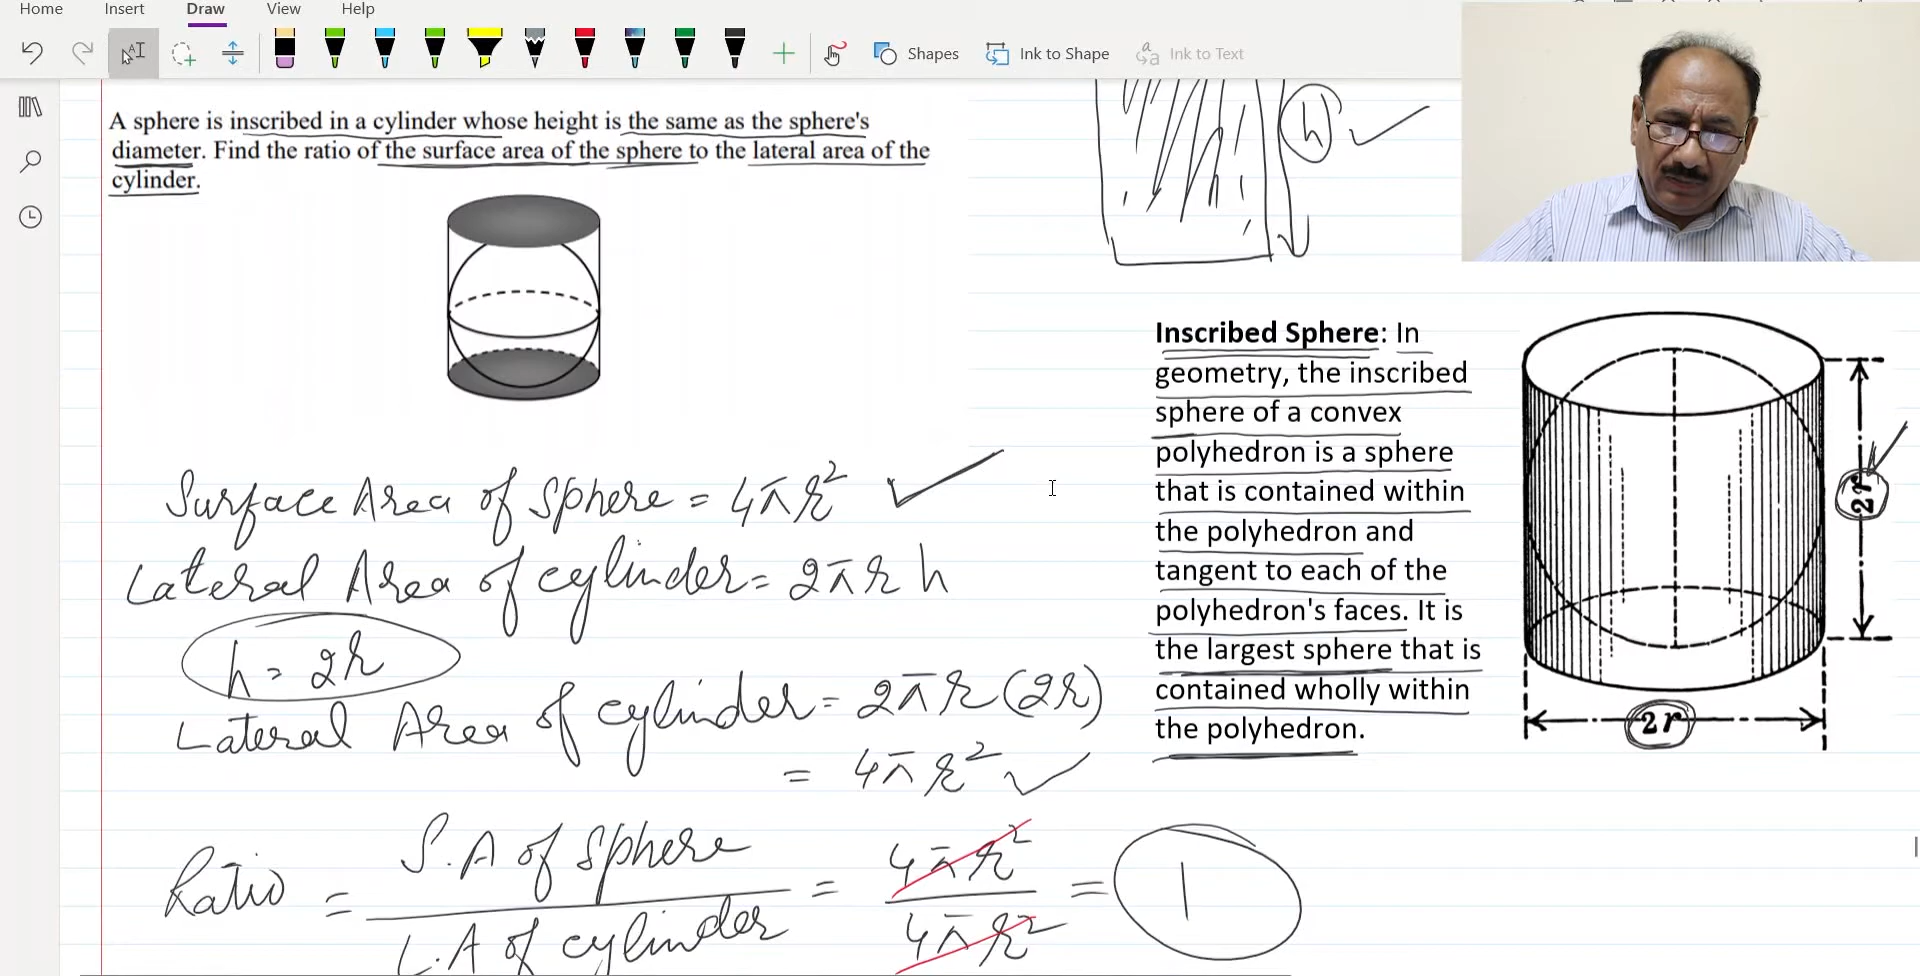 Home Insert Draw View Help
Shapes Ink to Shape Ink to Text
A sphere is inscribed in a cylinder whose height is the same as the sphere's
diameter. Find the ratio of the surface area of the sphere to the lateral area of the
cylinder.
h
Surface Area of Sphere = 4πr²
Lateral Area of cylinder = 2πr h
h = 2r
Lateral Area of cylinder = 2πr(2r)
= 4πr²
Ratio = S.A of Sphere / L.A of cylinder = 4πr² / 4πr² = 1
Inscribed Sphere: In
geometry, the inscribed
sphere of a convex
polyhedron is a sphere
that is contained within
the polyhedron and
tangent to each of the
polyhedron's faces. It is
the largest sphere that is
contained wholly within
the polyhedron.
2r
2r